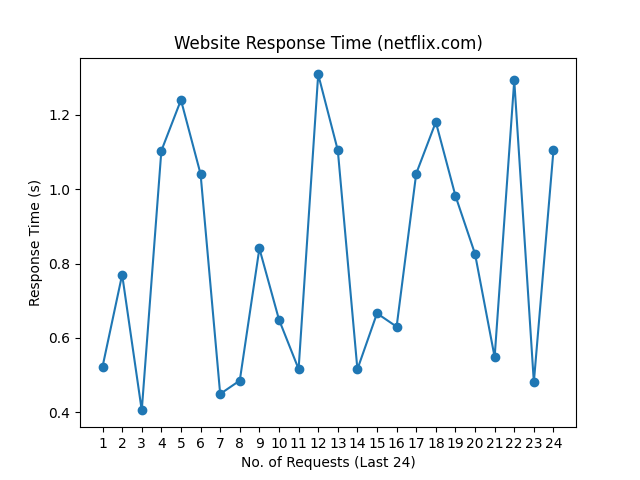 Website Response Time (netflix.com)
Response Time (s)
1.2
1.0
0.8
0.6
0.4
1 2 3 4 5 6 7 8 9 10 11 12 13 14 15 16 17 18 19 20 21 22 23 24
No. of Requests (Last 24)